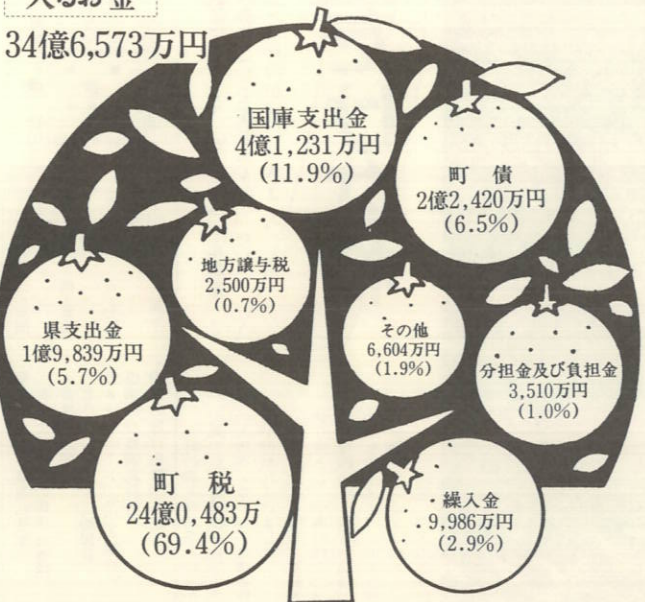 入るお金
34億6,573万円
国庫支出金
4億1,231万円
(11.9%)
町 債
2億2,420万円
(6.5%)
地方譲与税
2,500万円
(0.7%)
県支出金
1億9,839万円
(5.7%)
その他
6,604万円
(1.9%)
分担金及び負担金
3,510万円
(1.0%)
町 税
24億0,483万
(69.4%)
繰入金
9,986万円
(2.9%)